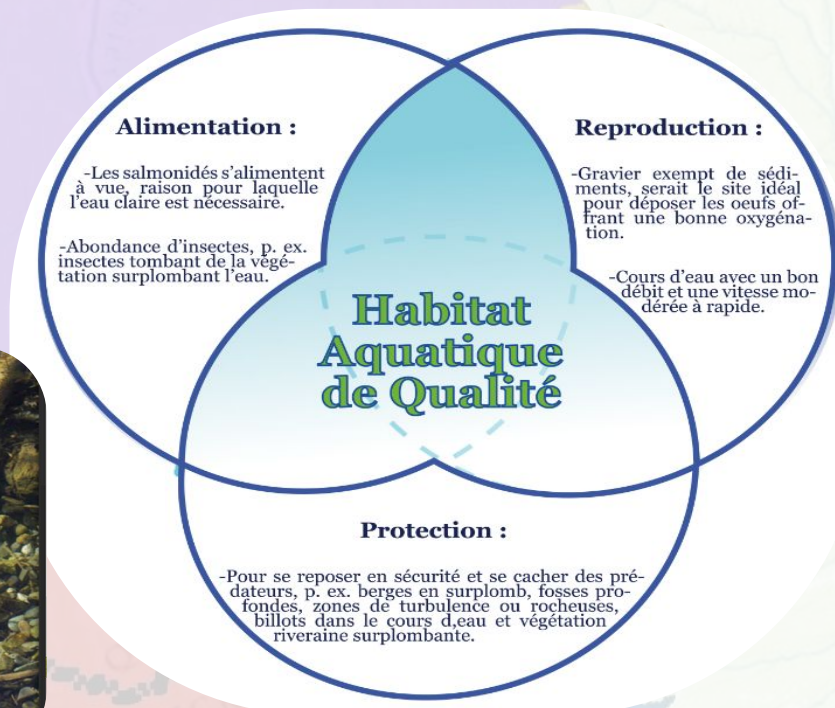 Alimentation :
-Les salmonidés s'alimentent
à vue, raison pour laquelle
l'eau claire est nécessaire.
-Abondance d'insectes, p. ex.
insectes tombant de la végé-
tation surplombant l'eau.
Reproduction :
-Gravier exempt de sédi-
ments, serait le site idéal
pour déposer les oeufs of-
frant une bonne oxygéna-
tion.
-Cours d'eau avec un bon
débit et une vitesse mo-
dérée à rapide.
Habitat
Aquatique
de Qualité
Protection :
-Pour se reposer en sécurité et se cacher des pré-
dateurs, p. ex. berges en surplomb, fosses pro-
fondes, zones de turbulence ou rocheuses,
billots dans le cours d,eau et végétation
riveraine surplombante.